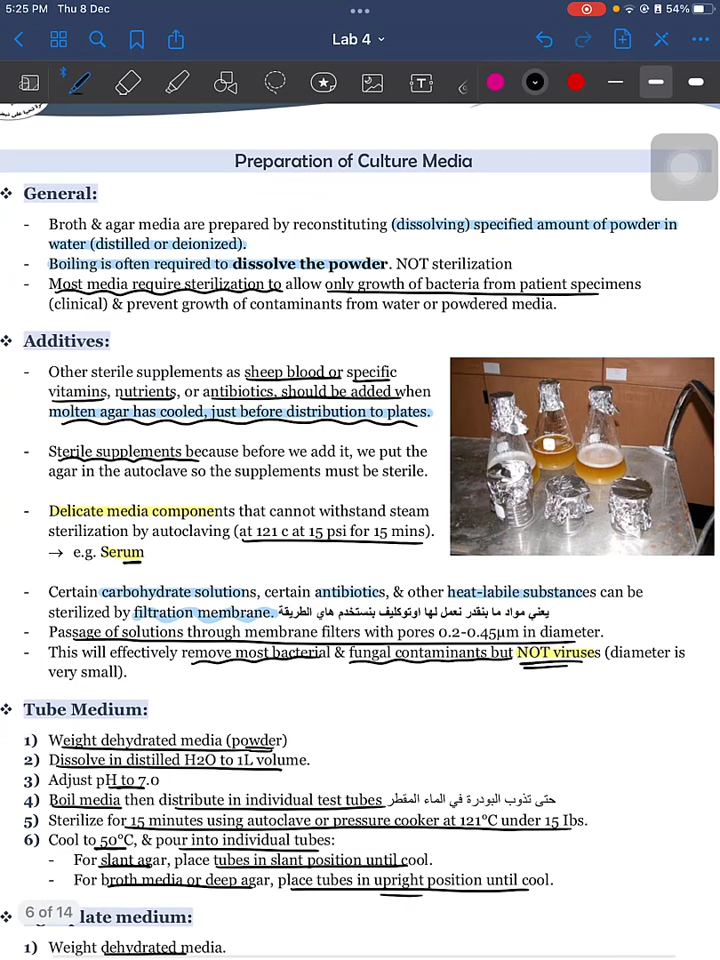 5:25 PM Thu 8 Dec
54%
Lab 4
Preparation of Culture Media
❖ General:
- Broth & agar media are prepared by reconstituting (dissolving) specified amount of powder in
water (distilled or deionized).
- Boiling is often required to dissolve the powder. NOT sterilization
- Most media require sterilization to allow only growth of bacteria from patient specimens
(clinical) & prevent growth of contaminants from water or powdered media.
❖ Additives:
- Other sterile supplements as sheep blood or specific
vitamins, nutrients, or antibiotics, should be added when
molten agar has cooled, just before distribution to plates.
- Sterile supplements because before we add it, we put the
agar in the autoclave so the supplements must be sterile.
- Delicate media components that cannot withstand steam
sterilization by autoclaving (at 121 c at 15 psi for 15 mins).
→ e.g. Serum
- Certain carbohydrate solutions, certain antibiotics, & other heat-labile substances can be
sterilized by filtration membrane. يعني مواد ما بنقدر نعمل لها اوتوكليف بنستخدم هاي الطريقة
- Passage of solutions through membrane filters with pores 0.2-0.45μm in diameter.
- This will effectively remove most bacterial & fungal contaminants but NOT viruses (diameter is
very small).
❖ Tube Medium:
1) Weight dehydrated media (powder)
2) Dissolve in distilled H2O to 1L volume.
3) Adjust pH to 7.0
4) Boil media then distribute in individual test tubes حتى تذوب البودرة في الماء المقطر
5) Sterilize for 15 minutes using autoclave or pressure cooker at 121°C under 15 Ibs.
6) Cool to 50°C, & pour into individual tubes:
- For slant agar, place tubes in slant position until cool.
- For broth media or deep agar, place tubes in upright position until cool.
6 of 14
❖ late medium:
1) Weight dehydrated media.